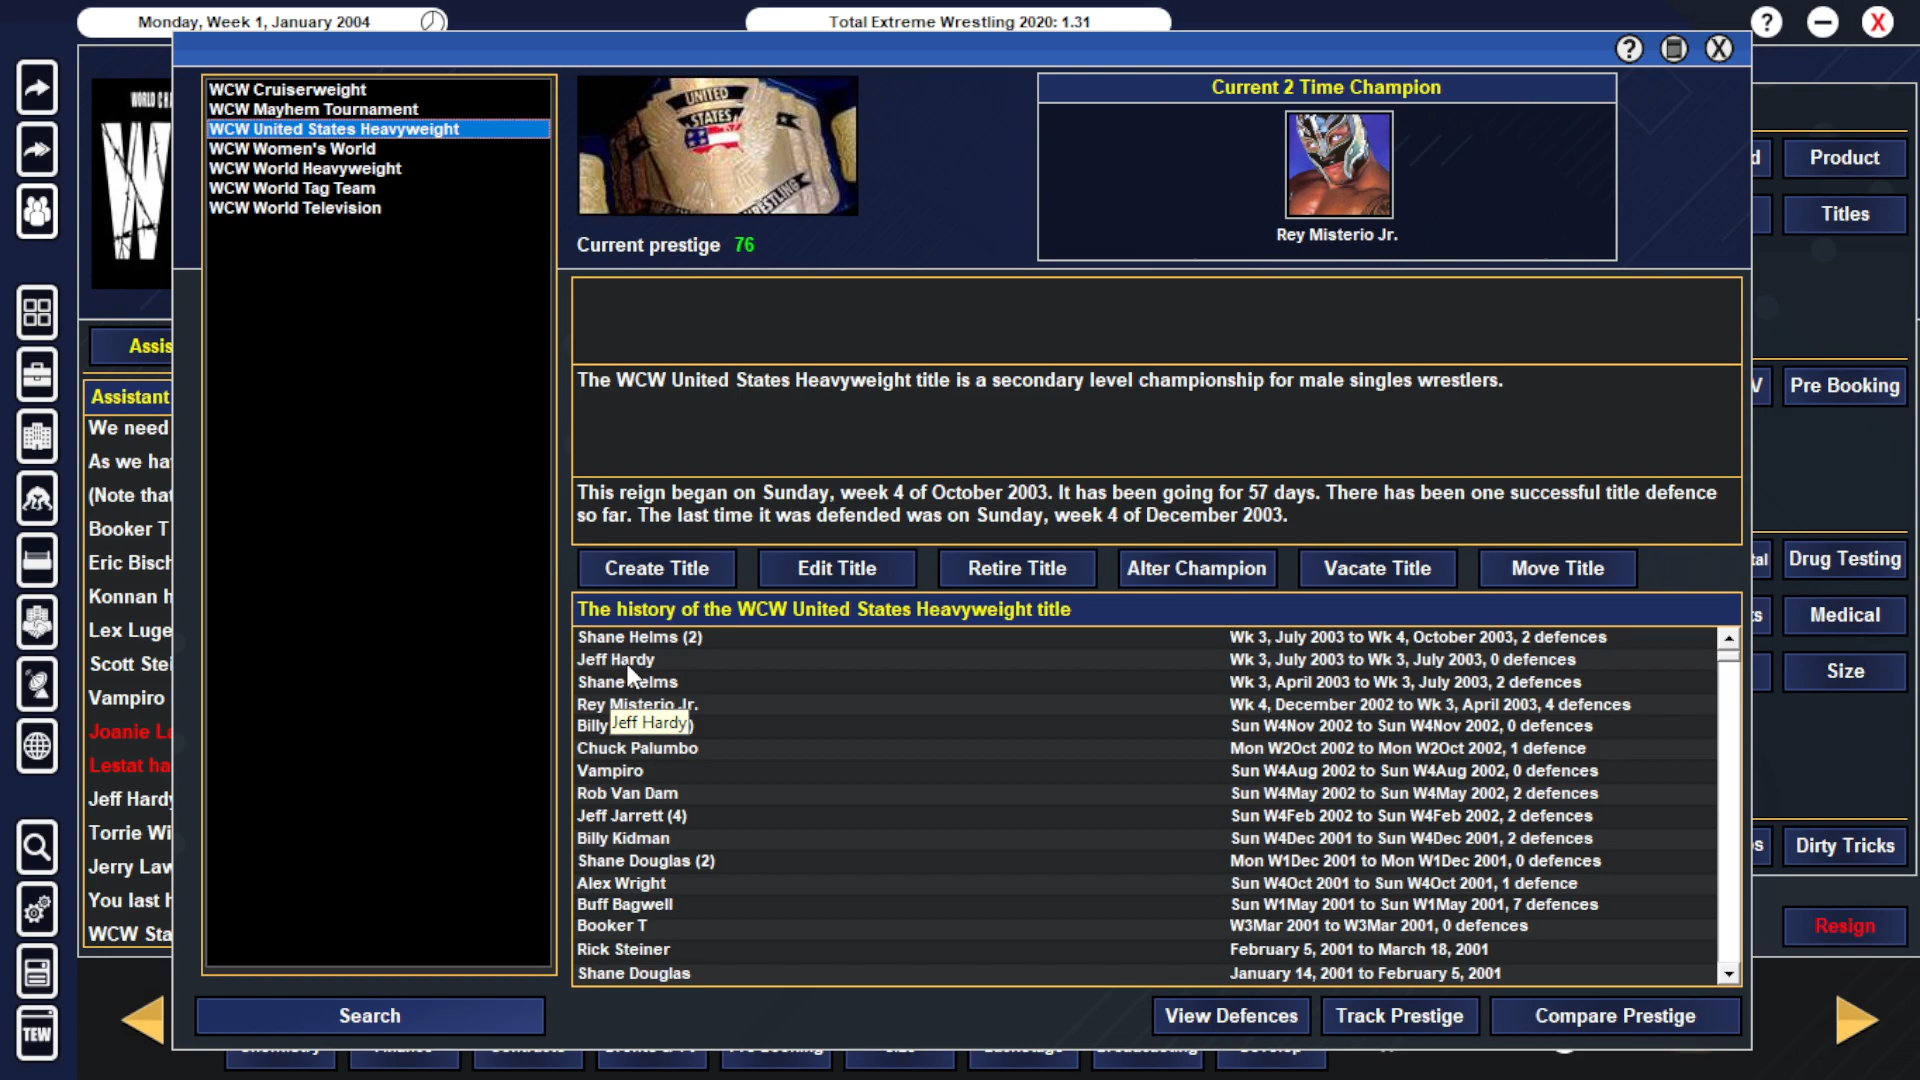 Monday, Week 1, January 2004
Total Extreme Wrestling 2020: 1.31
?
X
?
X
WORLD CH
WCW Cruiserweight
WCW Mayhem Tournament
WCW United States Heavyweight
WCW Women's World
WCW World Heavyweight
WCW World Tag Team
WCW World Television
UNITED
STATES
WRESTLING
Current prestige 76
Current 2 Time Champion
Rey Misterio Jr.
The WCW United States Heavyweight title is a secondary level championship for male singles wrestlers.
This reign began on Sunday, week 4 of October 2003. It has been going for 57 days. There has been one successful title defence
so far. The last time it was defended was on Sunday, week 4 of December 2003.
Create Title
Edit Title
Retire Title
Alter Champion
Vacate Title
Move Title
The history of the WCW United States Heavyweight title
Shane Helms (2) Wk 3, July 2003 to Wk 4, October 2003, 2 defences
Jeff Hardy Wk 3, July 2003 to Wk 3, July 2003, 0 defences
Shane Helms Wk 3, April 2003 to Wk 3, July 2003, 2 defences
Rey Misterio Jr. Wk 4, December 2002 to Wk 3, April 2003, 4 defences
Billy Sun W4Nov 2002 to Sun W4Nov 2002, 0 defences
Jeff Hardy
Chuck Palumbo Mon W2Oct 2002 to Mon W2Oct 2002, 1 defence
Vampiro Sun W4Aug 2002 to Sun W4Aug 2002, 0 defences
Rob Van Dam Sun W4May 2002 to Sun W4May 2002, 2 defences
Jeff Jarrett (4) Sun W4Feb 2002 to Sun W4Feb 2002, 2 defences
Billy Kidman Sun W4Dec 2001 to Sun W4Dec 2001, 2 defences
Shane Douglas (2) Mon W1Dec 2001 to Mon W1Dec 2001, 0 defences
Alex Wright Sun W4Oct 2001 to Sun W4Oct 2001, 1 defence
Buff Bagwell Sun W1May 2001 to Sun W1May 2001, 7 defences
Booker T W3Mar 2001 to W3Mar 2001, 0 defences
Rick Steiner February 5, 2001 to March 18, 2001
Shane Douglas January 14, 2001 to February 5, 2001
Search
View Defences
Track Prestige
Compare Prestige
Assis
Assistant
We need
As we ha
(Note that
Booker T
Eric Bisch
Konnan h
Lex Luge
Scott Stei
Vampiro
Joanie La
Lestat ha
Jeff Hardy
Torrie Wi
Jerry Law
You last h
WCW Sta
TEW
Product
Titles
Pre Booking
Drug Testing
Medical
Size
Dirty Tricks
Resign